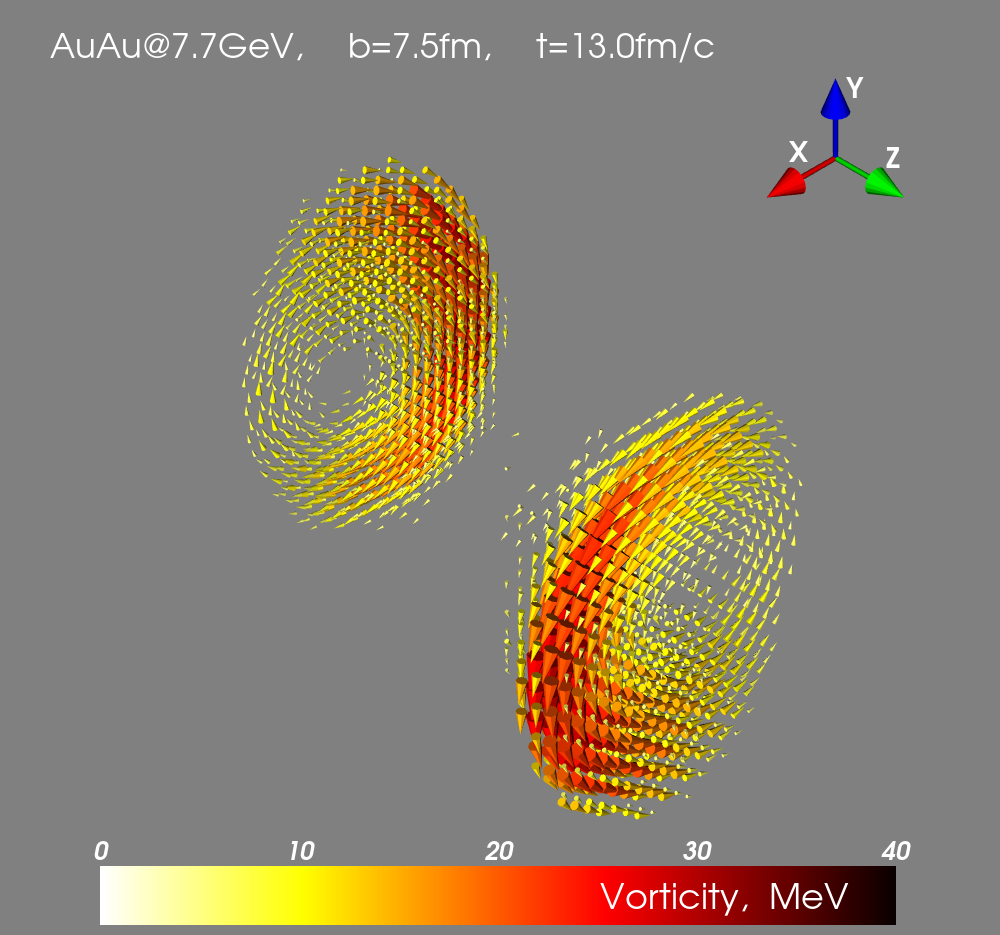 AuAu@7.7GeV, b=7.5fm, t=13.0fm/c
Y
X Z
0 10 20 30 40
Vorticity, MeV